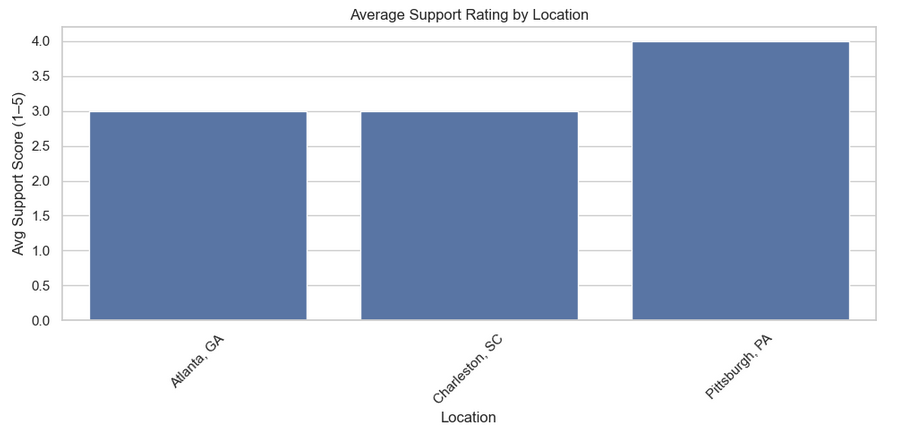 Average Support Rating by Location
Avg Support Score (1–5)
4.0
3.5
3.0
2.5
2.0
1.5
1.0
0.5
0.0
Atlanta, GA
Charleston, SC
Pittsburgh, PA
Location